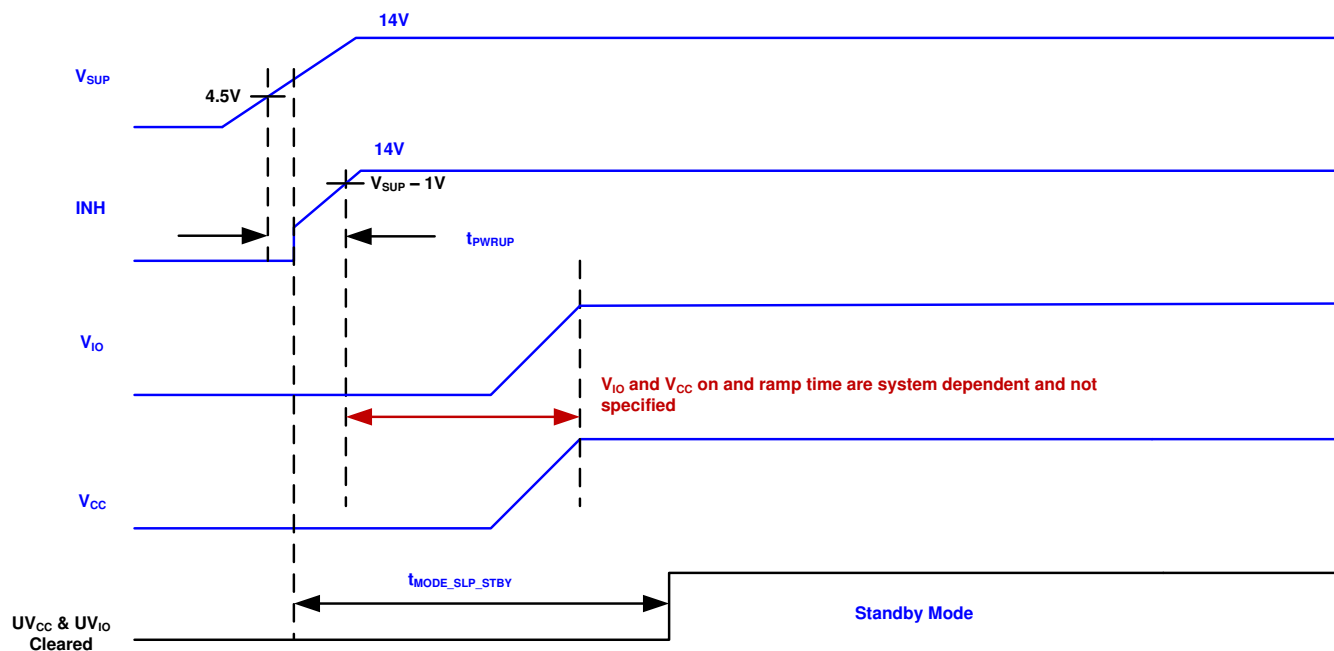 14V
VSUP
4.5V
14V
VSUP – 1V
INH
tPWRUP
VIO
VIO and VCC on and ramp time are system dependent and not
specified
VCC
tMODE_SLP_STBY
Standby Mode
UVCC & UVIO
Cleared